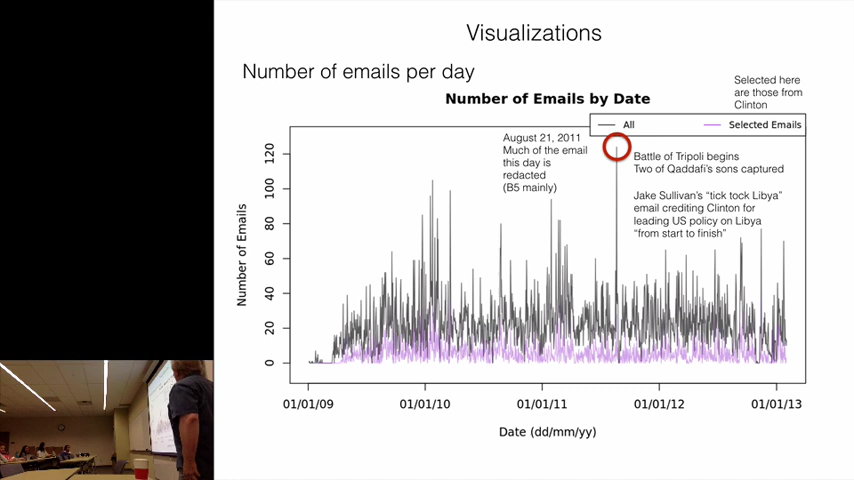 Visualizations
Number of emails per day
Selected here
are those from
Clinton
Number of Emails by Date
All
Selected Emails
August 21, 2011
Much of the email
this day is
redacted
(B5 mainly)
Battle of Tripoli begins
Two of Qaddafi's sons captured
Jake Sullivan's "tick tock Libya"
email crediting Clinton for
leading US policy on Libya
"from start to finish"
Number of Emails
120
100
80
60
40
20
0
01/01/09
01/01/10
01/01/11
01/01/12
01/01/13
Date (dd/mm/yy)